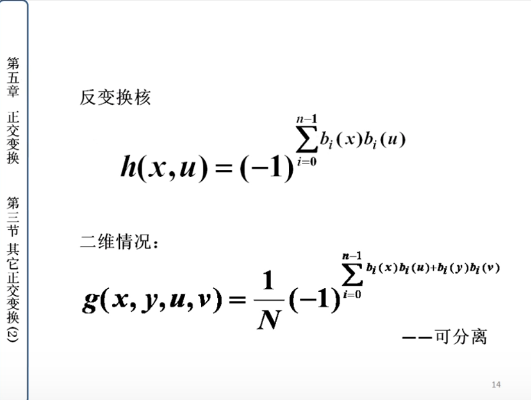 第五章 正交变换 第三节 其它正交变换(2)
反变换核
h(x,u) = (−1)^{\sum_{i=0}^{n−1} b_i(x)b_i(u)}
二维情况：
g(x, y,u,v) = \frac{1}{N}(−1)^{\sum_{i=0}^{n−1} b_i(x)b_i(u)+b_i(y)b_i(v)}
——可分离
14